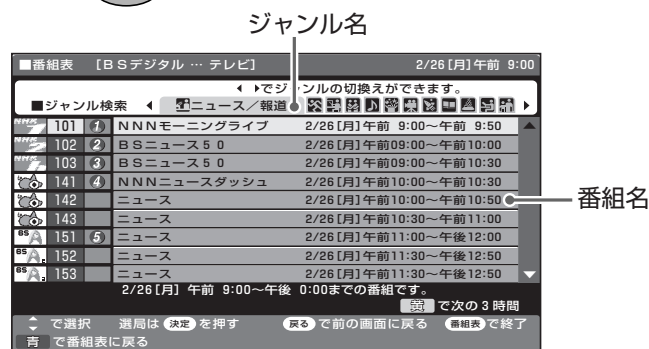 ジャンル名
■番組表 [BSデジタル … テレビ] 2/26[月]午前 9:00
でジャンルの切換えができます。
■ジャンル検索 ニュース／報道
101 1 NNNモーニングライブ 2/26[月]午前 9:00〜午前 9:50
102 2 BSニュース50 2/26[月]午前09:00〜午前10:00
103 3 BSニュース50 2/26[月]午前09:00〜午前10:30
141 4 NNNニュースダッシュ 2/26[月]午前10:00〜午前10:30
142 ニュース 2/26[月]午前10:00〜午前10:50
番組名
143 ニュース 2/26[月]午前10:30〜午前11:00
BS A 151 5 ニュース 2/26[月]午前11:00〜午後12:00
BS A 152 ニュース 2/26[月]午前11:30〜午後12:50
BS A 153 ニュース 2/26[月]午前11:30〜午後12:50
2/26[月] 午前 9:00〜午後 0:00までの番組です。
黄 で次の3時間
で選択 選局は 決定 を押す 戻る で前の画面に戻る 番組表 で終了
青 で番組表に戻る